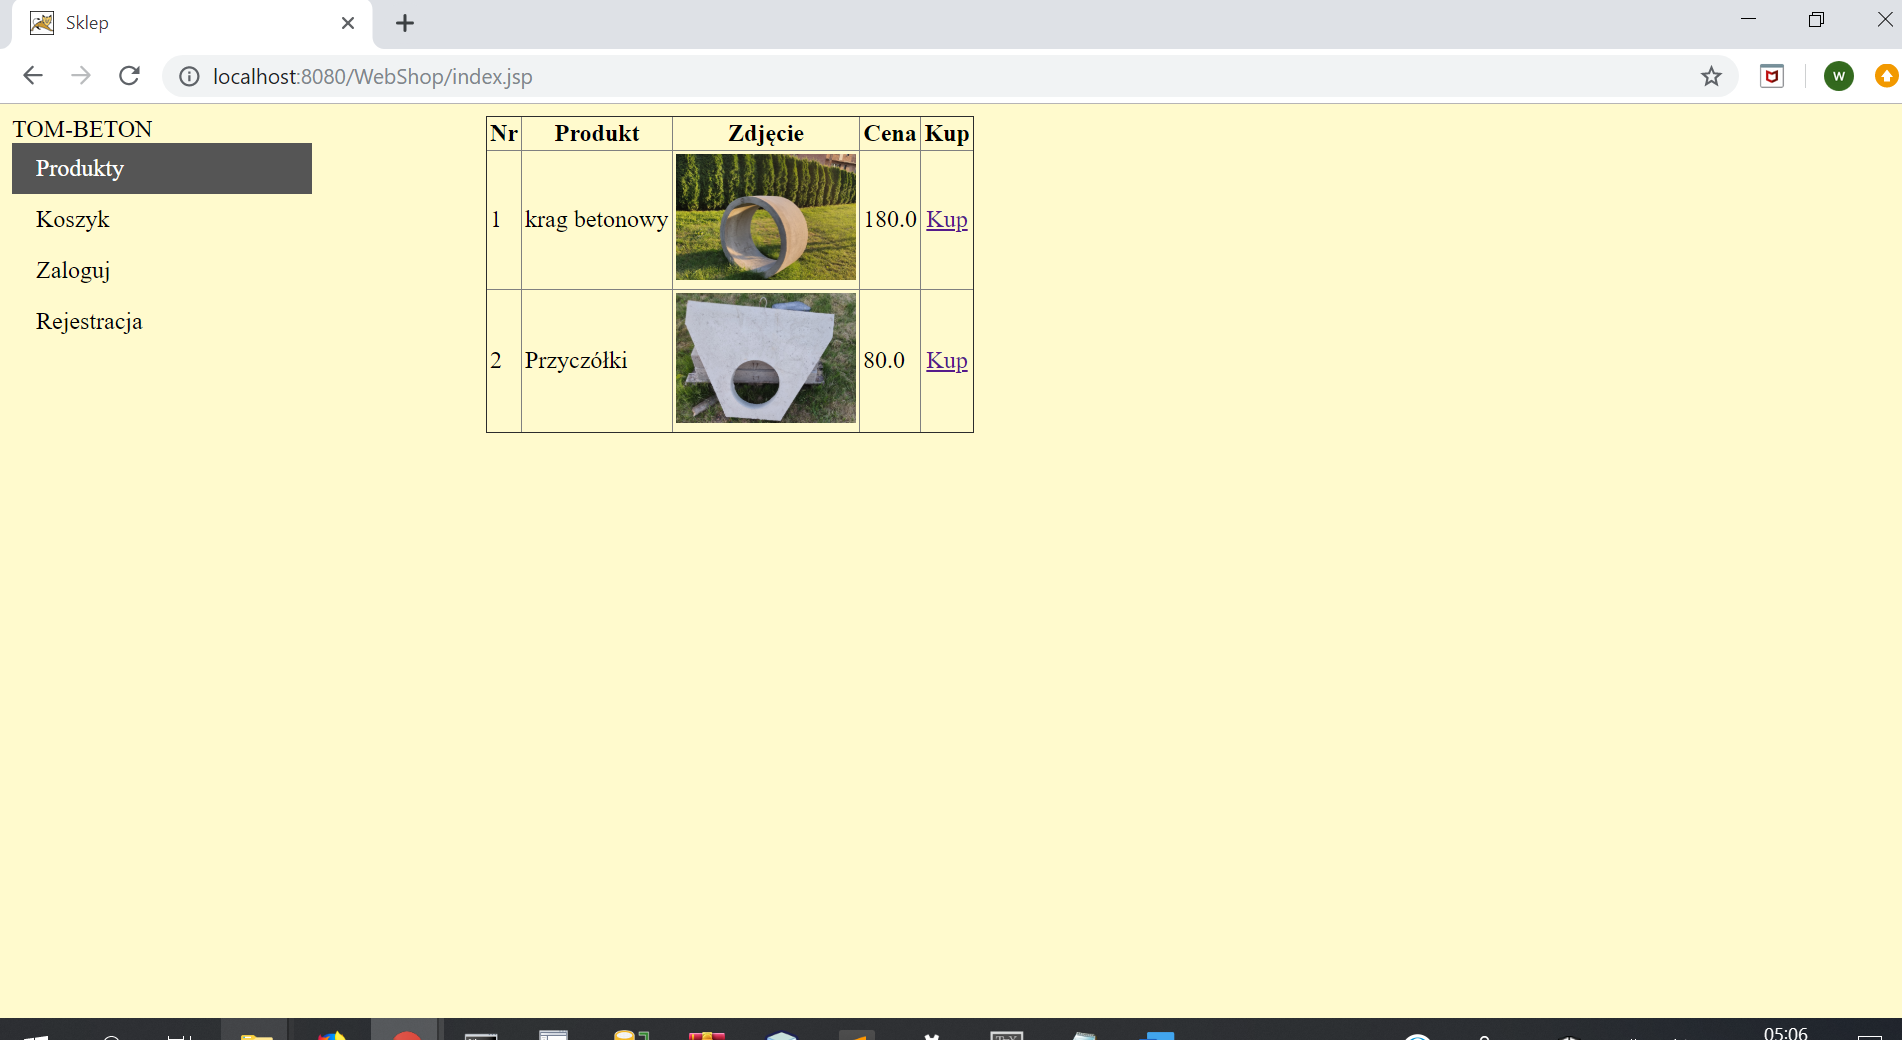 Sklep
localhost:8080/WebShop/index.jsp
W
TOM-BETON
Produkty
Koszyk
Zaloguj
Rejestracja
Nr Produkt Zdjęcie Cena Kup
1 krag betonowy 180.0 Kup
2 Przyczółki 80.0 Kup
05:06